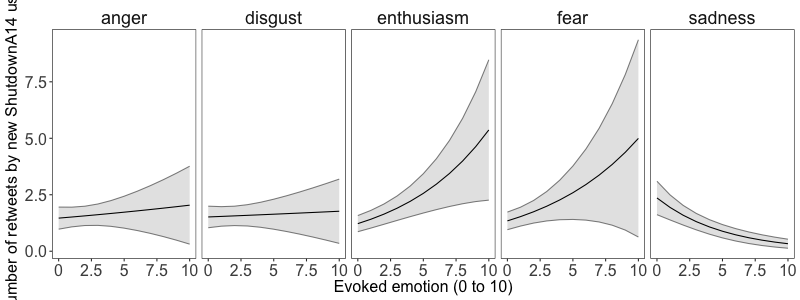 anger disgust enthusiasm fear sadness
of retweets by new ShutdownA14
7.5
5.0
2.5
0.0
0 2.5 5 7.5 10 0 2.5 5 7.5 10 0 2.5 5 7.5 10 0 2.5 5 7.5 10 0 2.5 5 7.5 10
Evoked emotion (0 to 10)